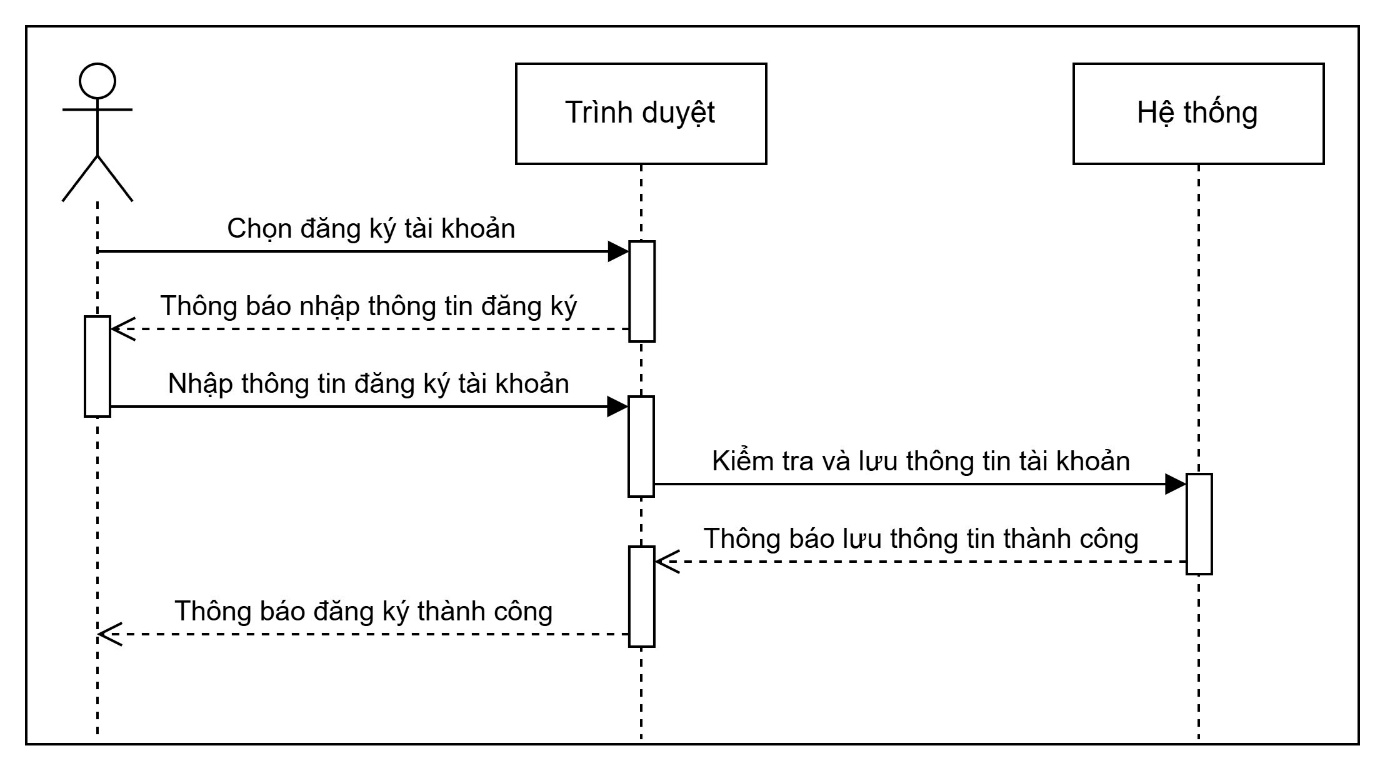 Trình duyệt
Hệ thống
Chọn đăng ký tài khoản
Thông báo nhập thông tin đăng ký
Nhập thông tin đăng ký tài khoản
Kiểm tra và lưu thông tin tài khoản
Thông báo lưu thông tin thành công
Thông báo đăng ký thành công